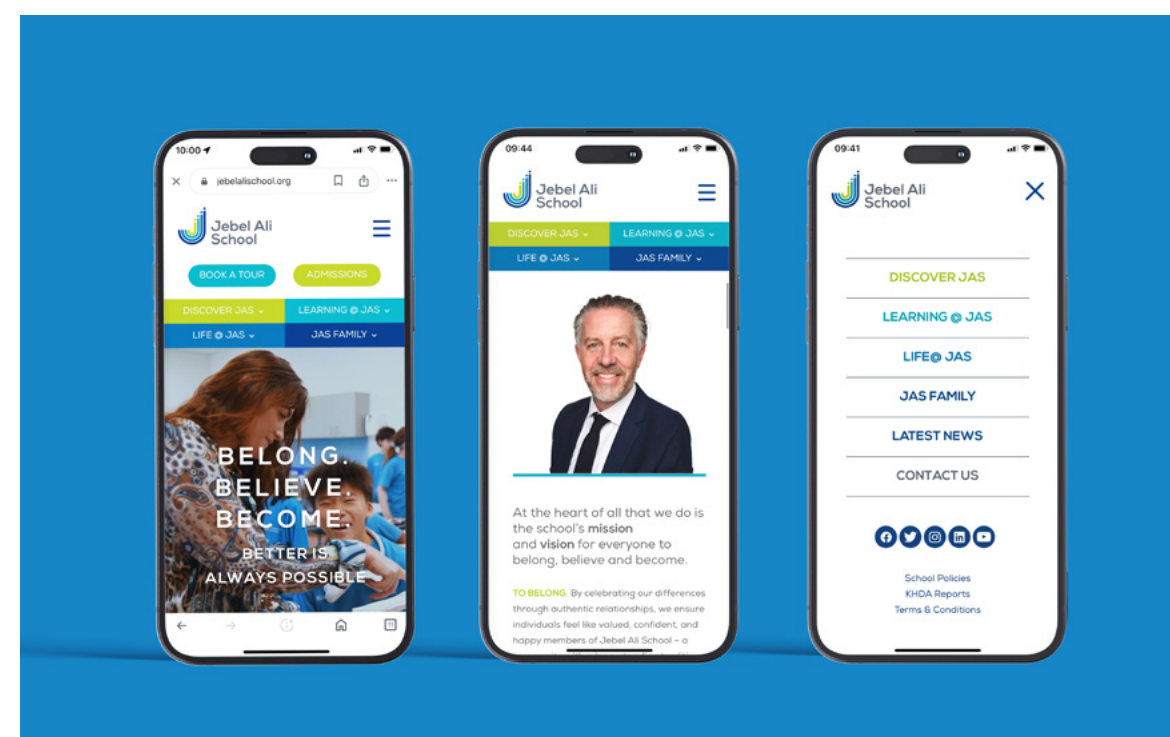 10:00
jebelalischool.org
Jebel Ali
School
BOOK A TOUR
ADMISSIONS
DISCOVER JAS
LEARNING @ JAS
LIFE @ JAS
JAS FAMILY
BELONG.
BELIEVE.
BECOME.
BETTER IS
ALWAYS POSSIBLE
09:44
Jebel Ali
School
DISCOVER JAS
LEARNING @ JAS
LIFE @ JAS
JAS FAMILY
At the heart of all that we do is
the school's mission
and vision for everyone to
belong, believe and become.
TO BELONG. By celebrating our differences
through authentic relationships, we ensure
individuals feel like valued, confident, and
happy members of Jebel Ali School – a
09:41
Jebel Ali
School
DISCOVER JAS
LEARNING @ JAS
LIFE@ JAS
JAS FAMILY
LATEST NEWS
CONTACT US
School Policies
KHDA Reports
Terms & Conditions